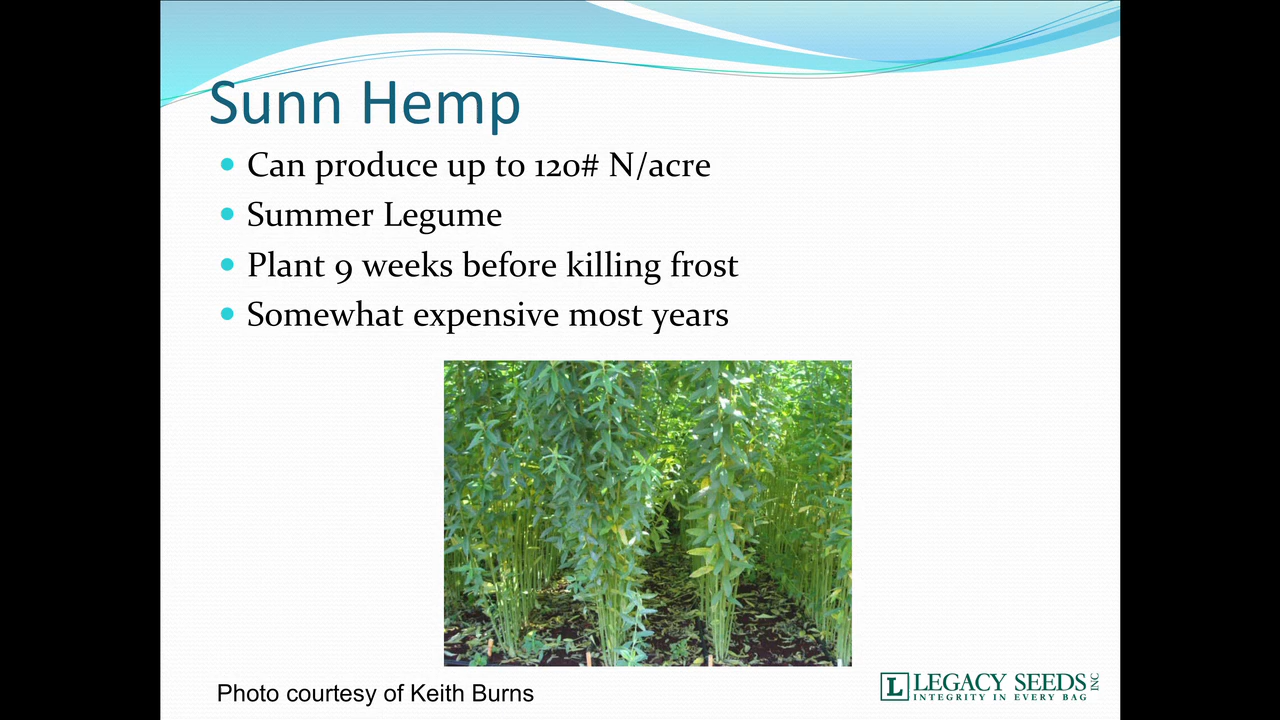 Sunn Hemp
Can produce up to 120# N/acre
Summer Legume
Plant 9 weeks before killing frost
Somewhat expensive most years
Photo courtesy of Keith Burns
L LEGACY SEEDS INC
INTEGRITY IN EVERY BAG